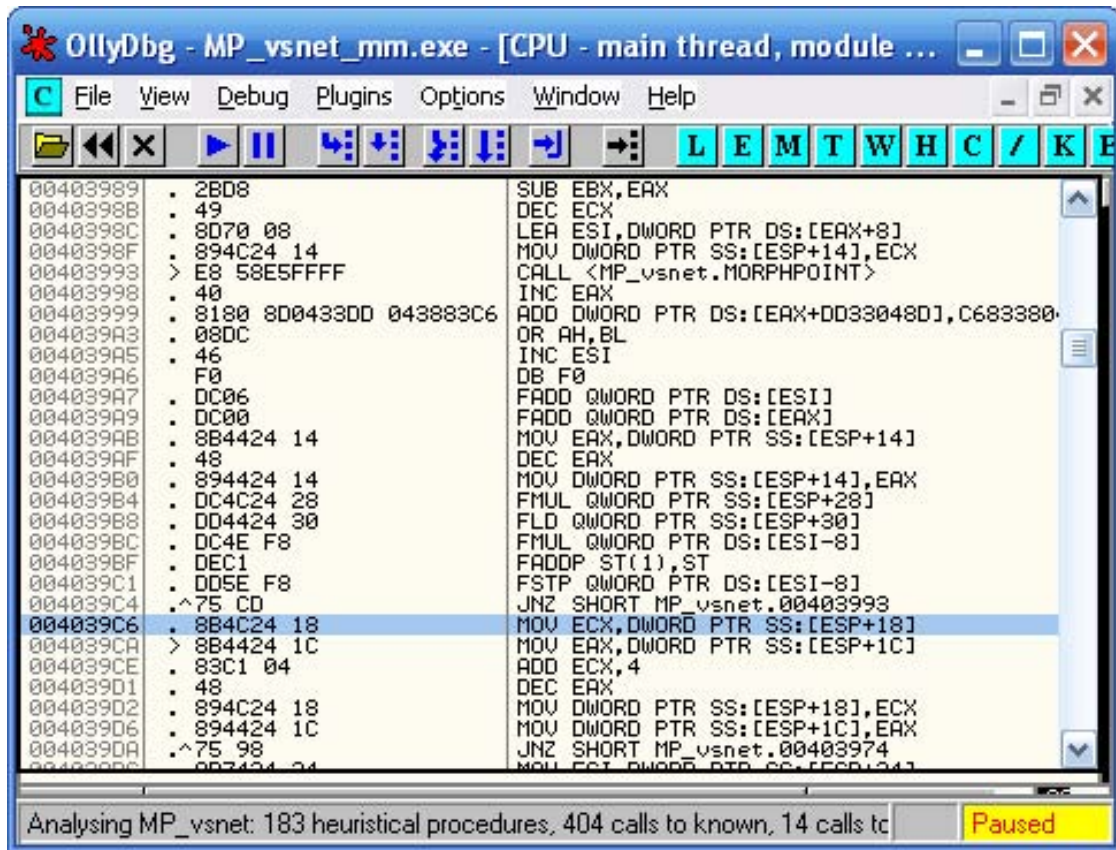 OllyDbg - MP_vsnet_mm.exe - [CPU - main thread, module ...
C File View Debug Plugins Options Window Help
L E M T W H C / K
00403989 . 2BD8 SUB EBX,EAX
0040398B . 49 DEC ECX
0040398C . 8D70 08 LEA ESI,DWORD PTR DS:[EAX+8]
0040398F . 894C24 14 MOV DWORD PTR SS:[ESP+14],ECX
00403993 > E8 58E5FFFF CALL <MP_vsnet.MORPHPOINT>
00403998 . 40 INC EAX
00403999 . 8180 8D0433DD 043883C6 ADD DWORD PTR DS:[EAX+DD33048D],C683380
004039A3 . 08DC OR AH,BL
004039A5 . 46 INC ESI
004039A6 F0 DB F0
004039A7 . DC06 FADD QWORD PTR DS:[ESI]
004039A9 . DC00 FADD QWORD PTR DS:[EAX]
004039AB . 8B4424 14 MOV EAX,DWORD PTR SS:[ESP+14]
004039AF . 48 DEC EAX
004039B0 . 894424 14 MOV DWORD PTR SS:[ESP+14],EAX
004039B4 . DC4C24 28 FMUL QWORD PTR SS:[ESP+28]
004039B8 . DD4424 30 FLD QWORD PTR SS:[ESP+30]
004039BC . DC4E F8 FMUL QWORD PTR DS:[ESI-8]
004039BF . DEC1 FADDP ST(1),ST
004039C1 . DD5E F8 FSTP QWORD PTR DS:[ESI-8]
004039C4 .^75 CD JNZ SHORT MP_vsnet.00403993
004039C6 . 8B4C24 18 MOV ECX,DWORD PTR SS:[ESP+18]
004039CA > 8B4424 1C MOV EAX,DWORD PTR SS:[ESP+1C]
004039CE . 83C1 04 ADD ECX,4
004039D1 . 48 DEC EAX
004039D2 . 894C24 18 MOV DWORD PTR SS:[ESP+18],ECX
004039D6 . 894424 1C MOV DWORD PTR SS:[ESP+1C],EAX
004039DA .^75 98 JNZ SHORT MP_vsnet.00403974
Analysing MP_vsnet: 183 heuristical procedures, 404 calls to known, 14 calls to
Paused